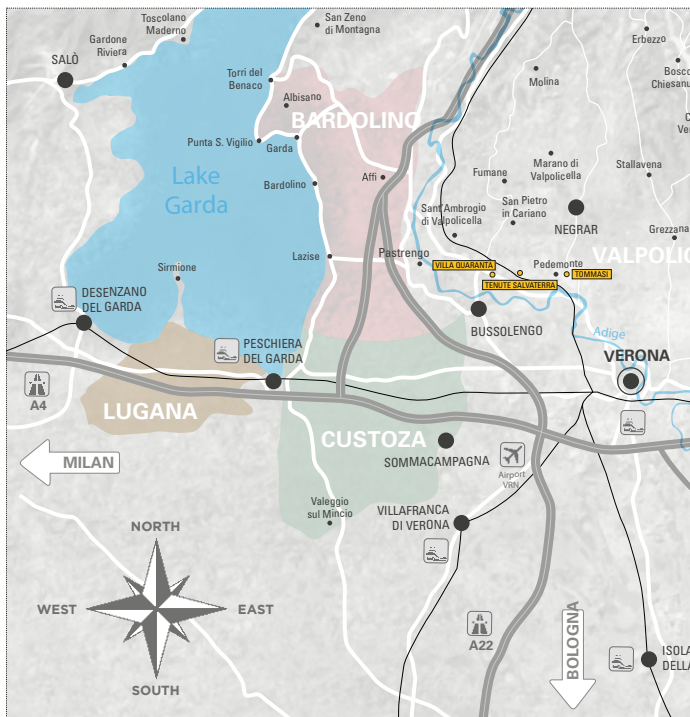 Toscolano
Maderno
San Zeno
di Montagna
Erbezzo
Gardone
Riviera
SALÒ
Torri del
Benaco
Albisano
Molina
Bosco
Chiesanu
BARDOLINO
Punta S. Vigilio
Garda
Marano di
Valpolicella
Stallavena
Lake
Garda
Bardolino
Affi
Fumane
San Pietro
in Cariano
Sant'Ambrogio
di Valpolicella
NEGRAR
Grezzana
Lazise
Pastrengo
VALPOLIC
Sirmione
VILLA QUARANTA
Pedemonte
TOMMASI
TENUTE SALVATERRA
DESENZANO
DEL GARDA
BUSSOLENGO
Adige
PESCHIERA
DEL GARDA
VERONA
A4
LUGANA
CUSTOZA
MILAN
SOMMACAMPAGNA
Airport
VRN
Valeggio
sul Mincio
VILLAFRANCA
DI VERONA
NORTH
WEST
EAST
SOUTH
A22
BOLOGNA
ISOLA
DELLA